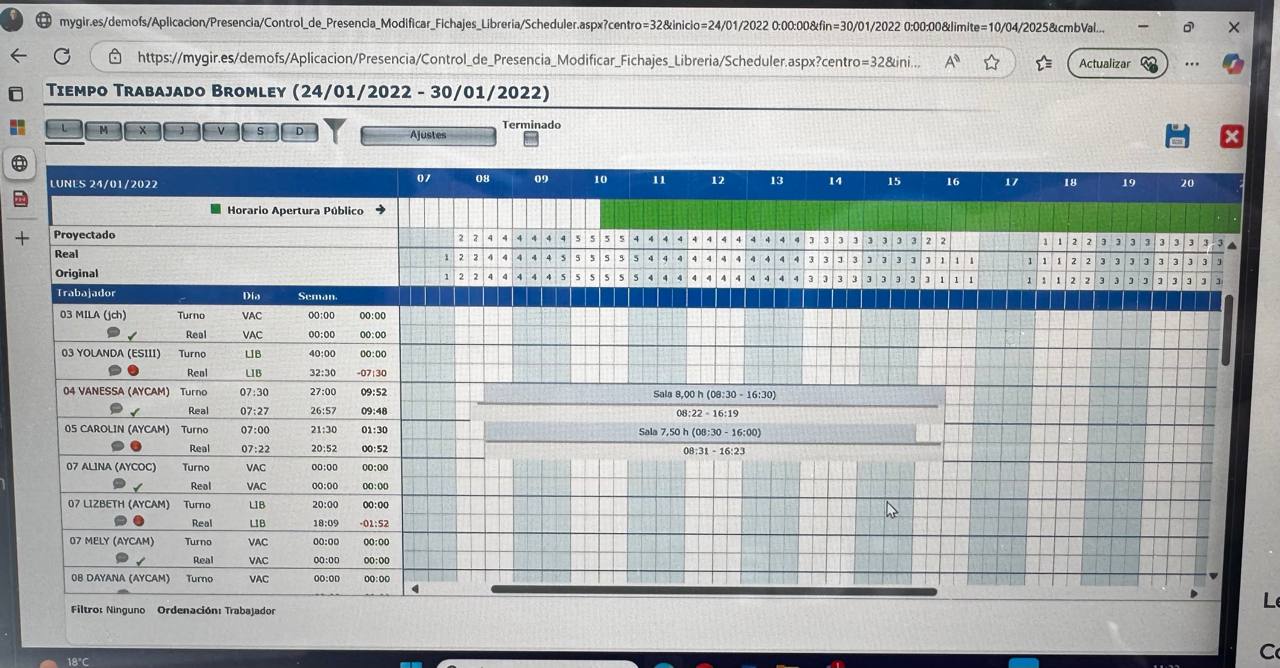 mygir.es/demofs/Aplicacion/Presencia/Control_de_Presencia_Modificar_Fichajes_Libreria/Scheduler.aspx?centro=32&inicio=24/01/2022 0:00:00&fin=30/01/2022 0:00:00&limite=10/04/2025&cmbVal...
https://mygir.es/demofs/Aplicacion/Presencia/Control_de_Presencia_Modificar_Fichajes_Libreria/Scheduler.aspx?centro=32&ini... Actualizar
TIEMPO TRABAJADO BROMLEY (24/01/2022 - 30/01/2022)
L M X J V S D Ajustes Terminado
LUNES 24/01/2022 07 08 09 10 11 12 13 14 15 16 17 18 19 20
Horario Apertura Público →
Proyectado 2 2 4 4 4 4 4 4 5 5 5 5 4 4 4 4 4 4 4 4 4 4 4 4 3 3 3 3 3 3 3 3 2 2 1 1 2 2 3 3 3 3 3 3 3 3 3
Real 1 2 2 4 4 4 4 4 5 5 5 5 5 4 4 4 4 4 4 4 4 4 4 4 4 3 3 3 3 3 3 3 3 3 1 1 1 1 1 1 2 2 3 3 3 3 3 3 3 3 3
Original 1 2 2 4 4 4 4 4 5 5 5 5 5 5 4 4 4 4 4 4 4 4 4 4 4 3 3 3 3 3 3 3 3 3 1 1 1 1 1 1 2 2 3 3 3 3 3 3 3 3 3
Trabajador Día Seman.
03 MILA (jch) Turno VAC 00:00 00:00
Real VAC 00:00 00:00
03 YOLANDA (ESIII) Turno LIB 40:00 00:00
Real LIB 32:30 -07:30
04 VANESSA (AYCAM) Turno 07:30 27:00 09:52 Sala 8,00 h (08:30 - 16:30)
Real 07:27 26:57 09:48 08:22 - 16:19
05 CAROLIN (AYCAM) Turno 07:00 21:30 01:30 Sala 7,50 h (08:30 - 16:00)
Real 07:22 20:52 00:52 08:31 - 16:23
07 ALINA (AYCOC) Turno VAC 00:00 00:00
Real VAC 00:00 00:00
07 LIZBETH (AYCAM) Turno LIB 20:00 00:00
Real LIB 18:09 -01:52
07 MELY (AYCAM) Turno VAC 00:00 00:00
Real VAC 00:00 00:00
08 DAYANA (AYCAM) Turno VAC 00:00 00:00
Filtro: Ninguno Ordenación: Trabajador
18°C